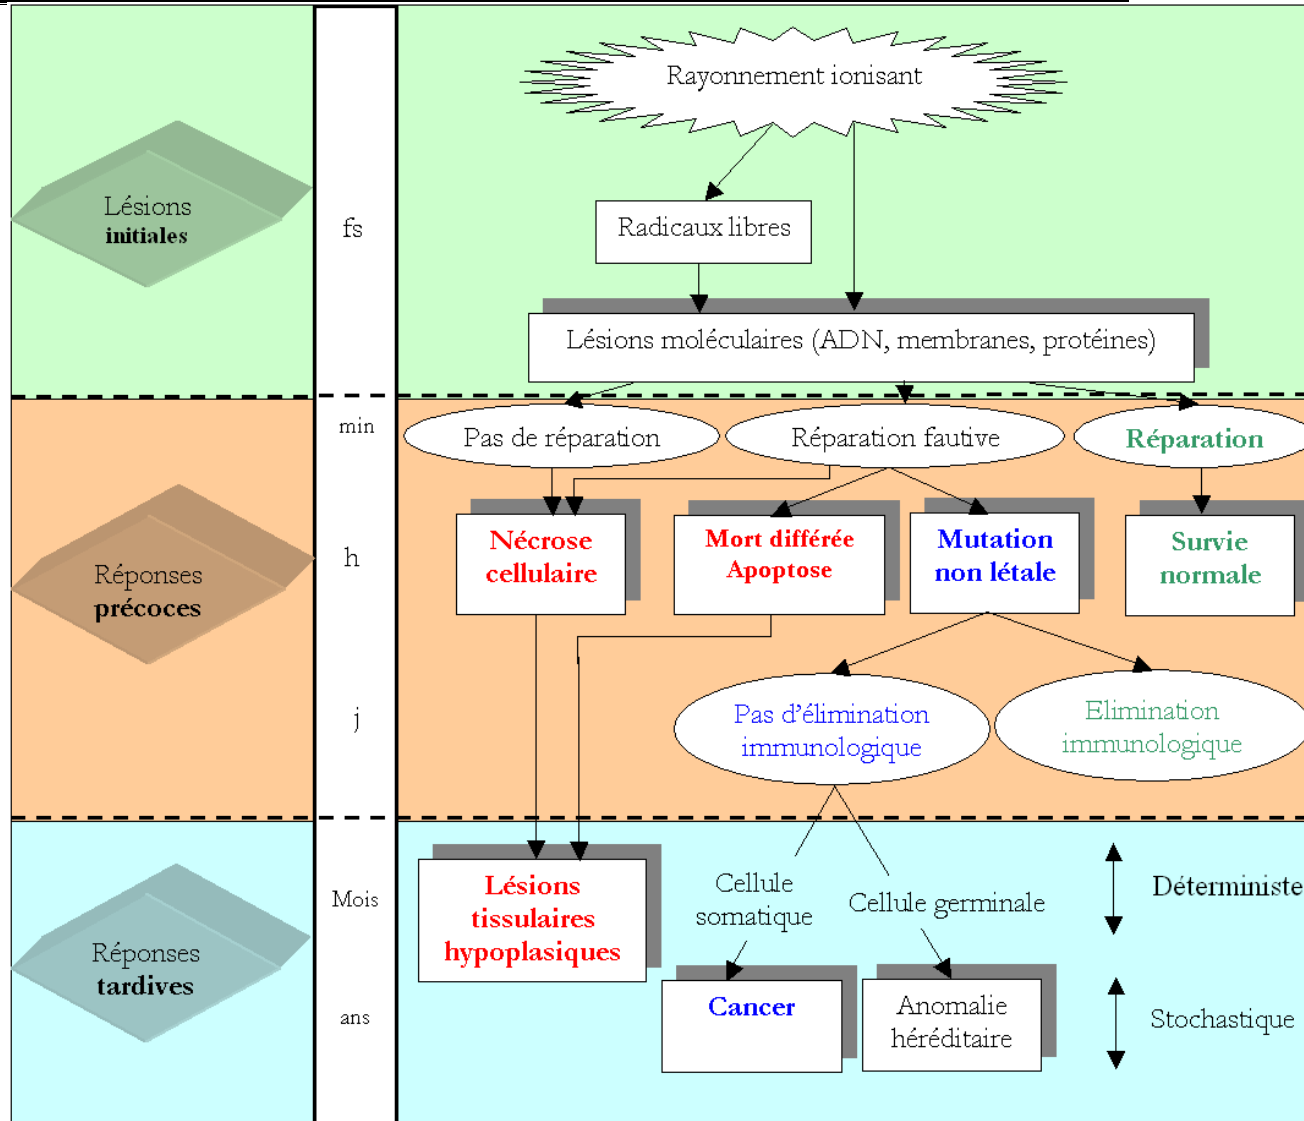 Rayonnement ionisant
Lésions
initiales
fs
Radicaux libres
Lésions moléculaires (ADN, membranes, protéines)
min
Pas de réparation
Réparation fautive
Réparation
Réponses
précoces
h
Nécrose
cellulaire
Mort différée
Apoptose
Mutation
non létale
Survie
normale
j
Pas d’élimination
immunologique
Elimination
immunologique
Réponses
tardives
Mois
Lésions
tissulaires
hypoplasiques
Cellule
somatique
Cellule germinale
Déterministe
ans
Cancer
Anomalie
héréditaire
Stochastique